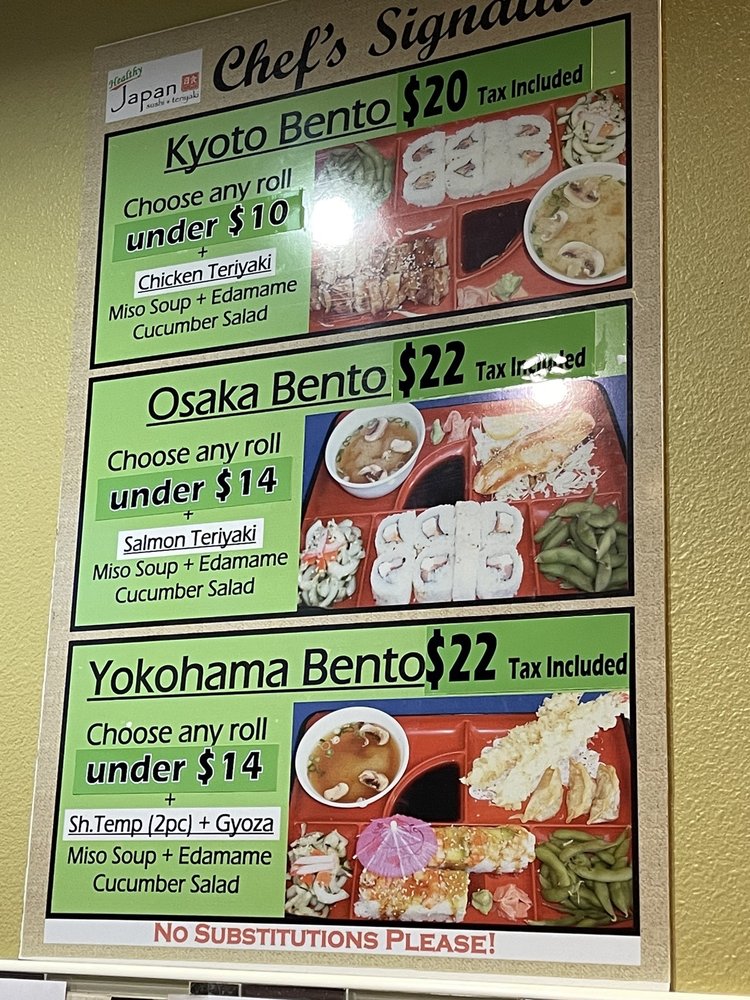 Healthy
Japan
sushi + teriyaki
Chef's
Kyoto Bento $20 Tax Included
Choose any roll
under $10
+
Chicken Teriyaki
Miso Soup + Edamame
Cucumber Salad
Osaka Bento $22 Tax Included
Choose any roll
under $14
+
Salmon Teriyaki
Miso Soup + Edamame
Cucumber Salad
Yokohama Bento $22 Tax Included
Choose any roll
under $14
+
Sh.Temp (2pc) + Gyoza
Miso Soup + Edamame
Cucumber Salad
No Substitutions Please!